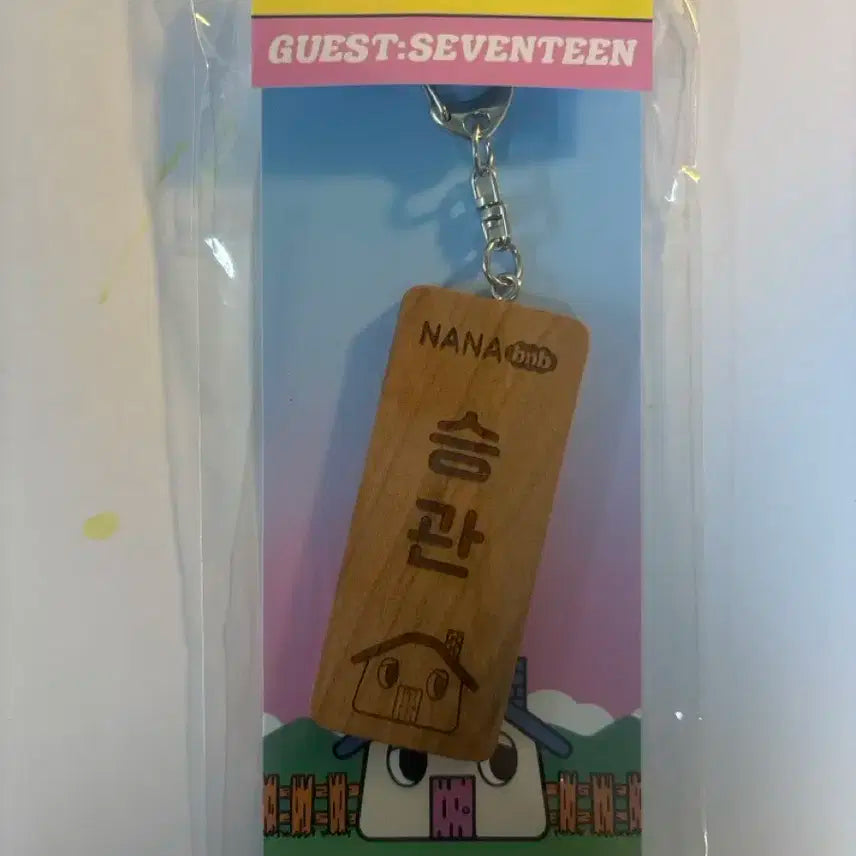 GUEST:SEVENTEEN
NANA bnb
승
관